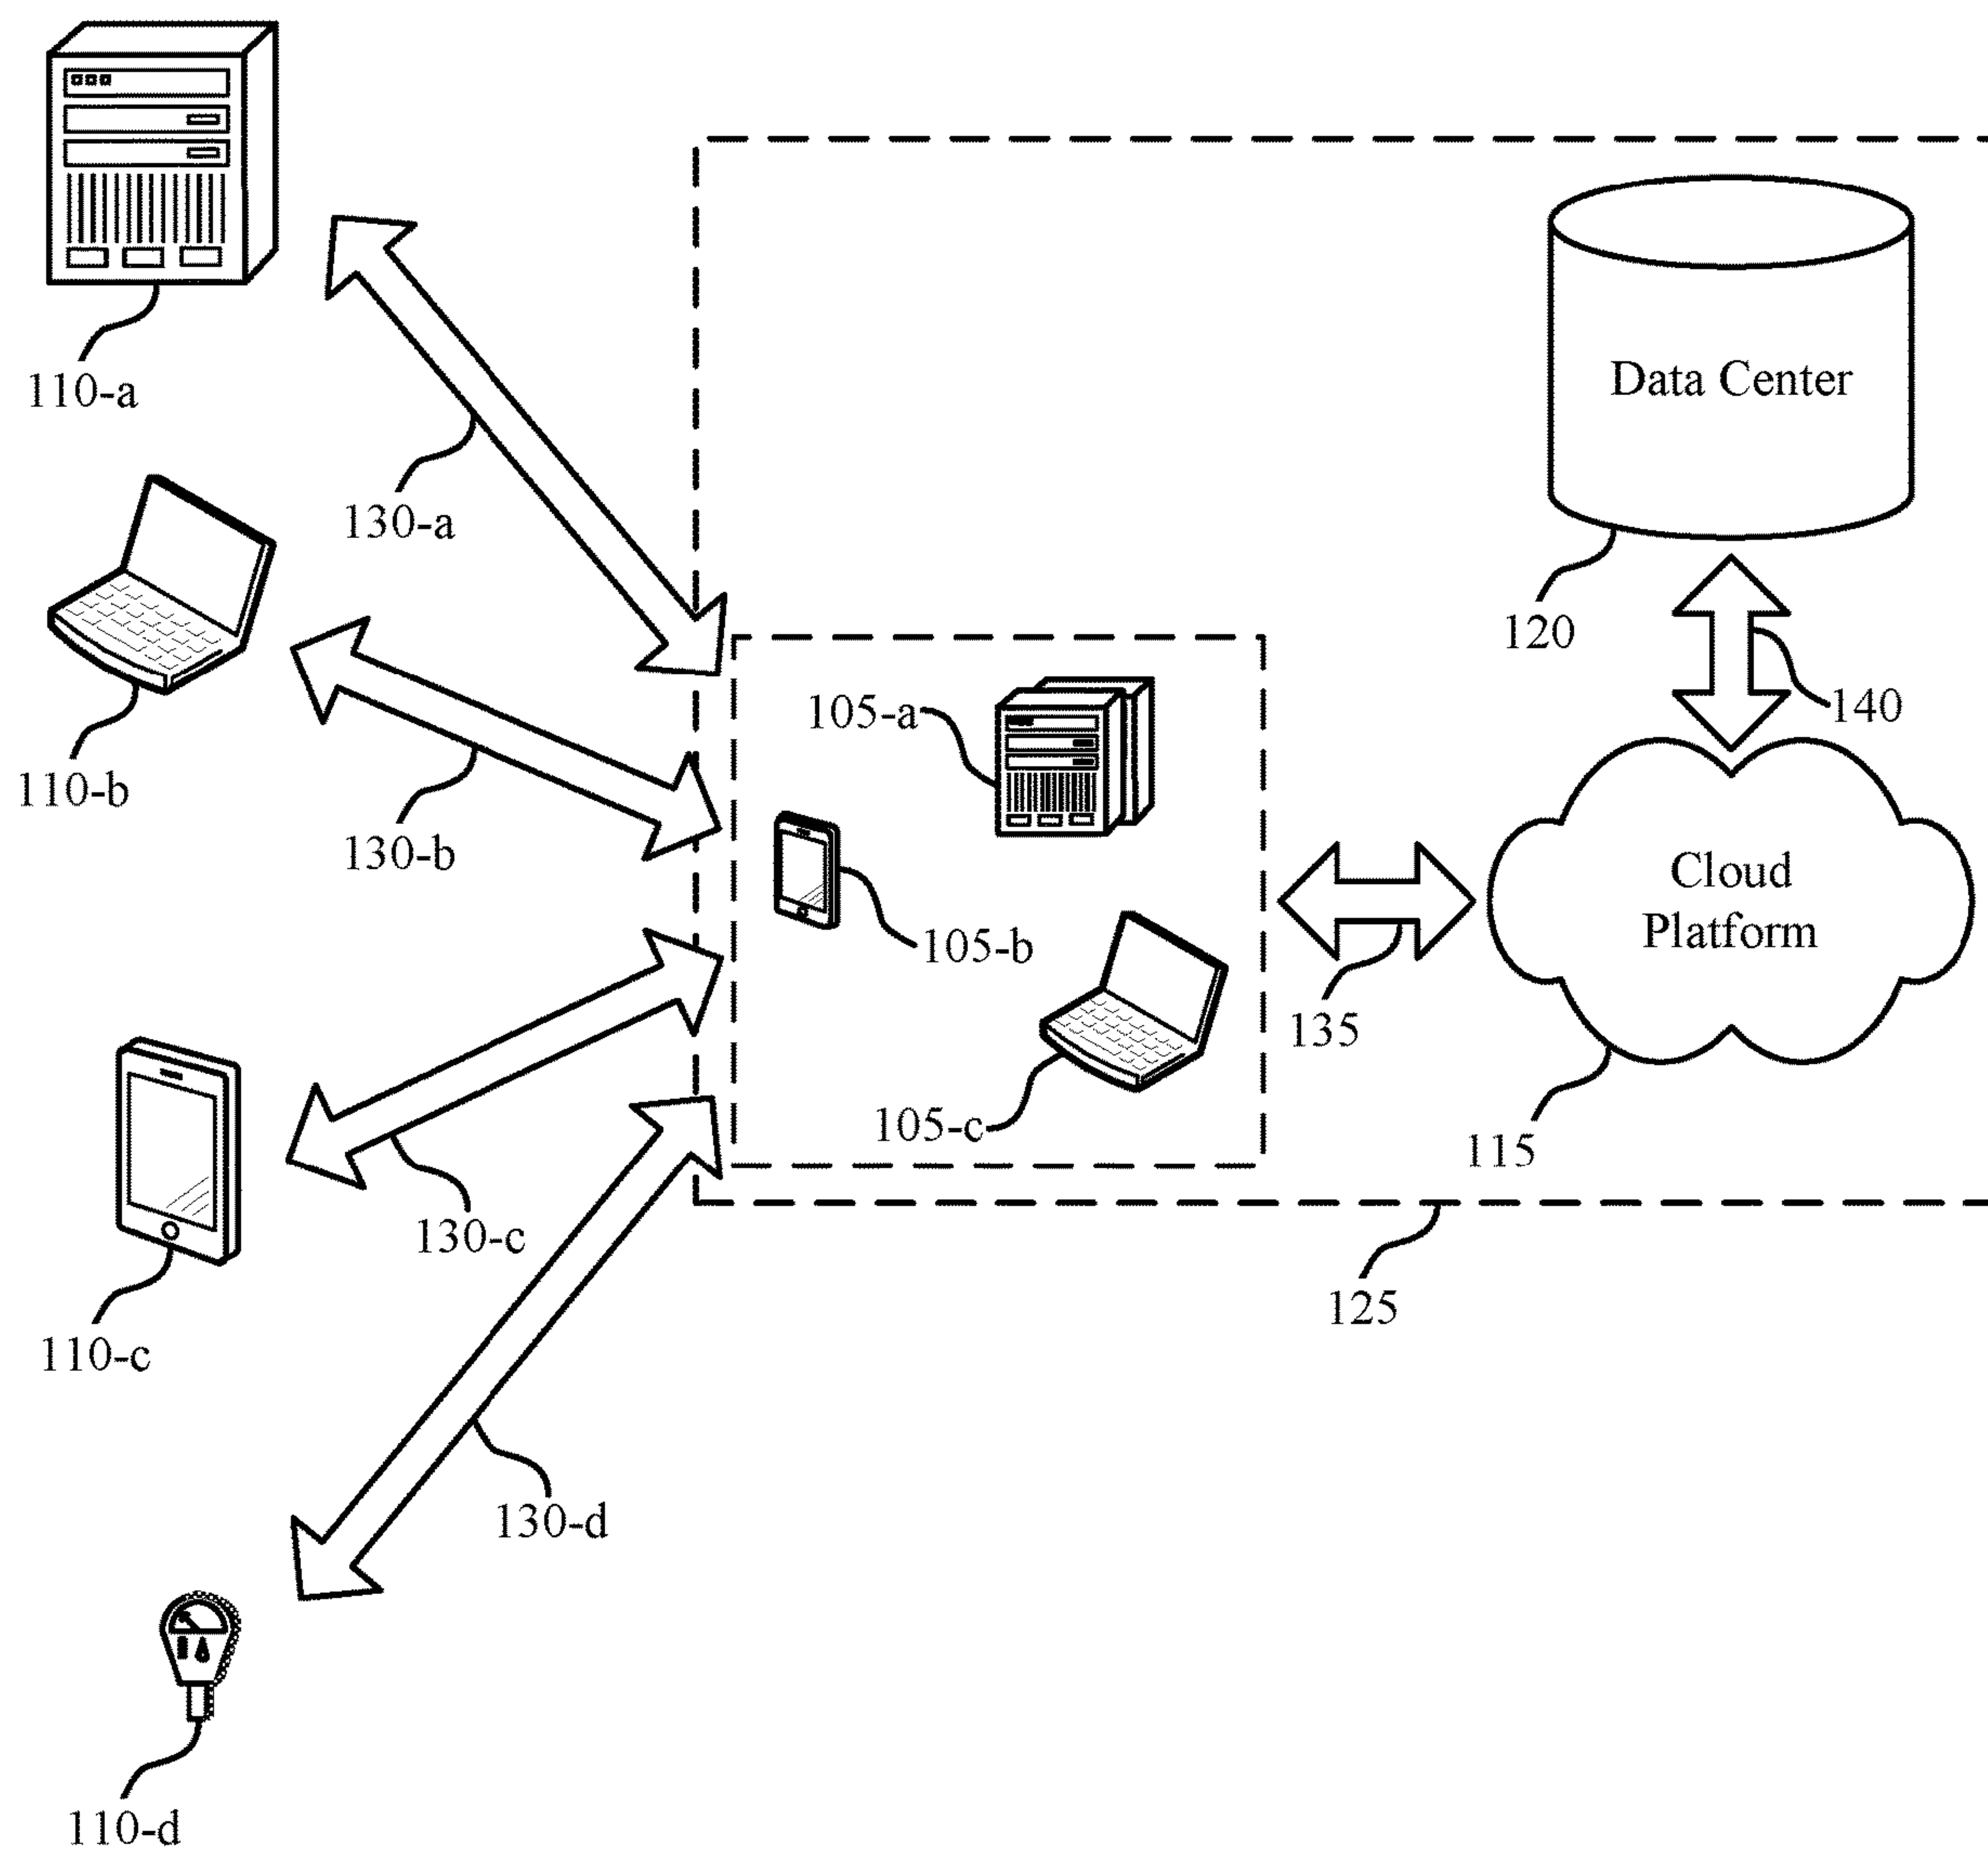 110-a
130-a
Data Center
120
140
105-a
110-b
130-b
105-b
Cloud
Platform
135
105-c
115
130-c
125
110-c
130-d
110-d